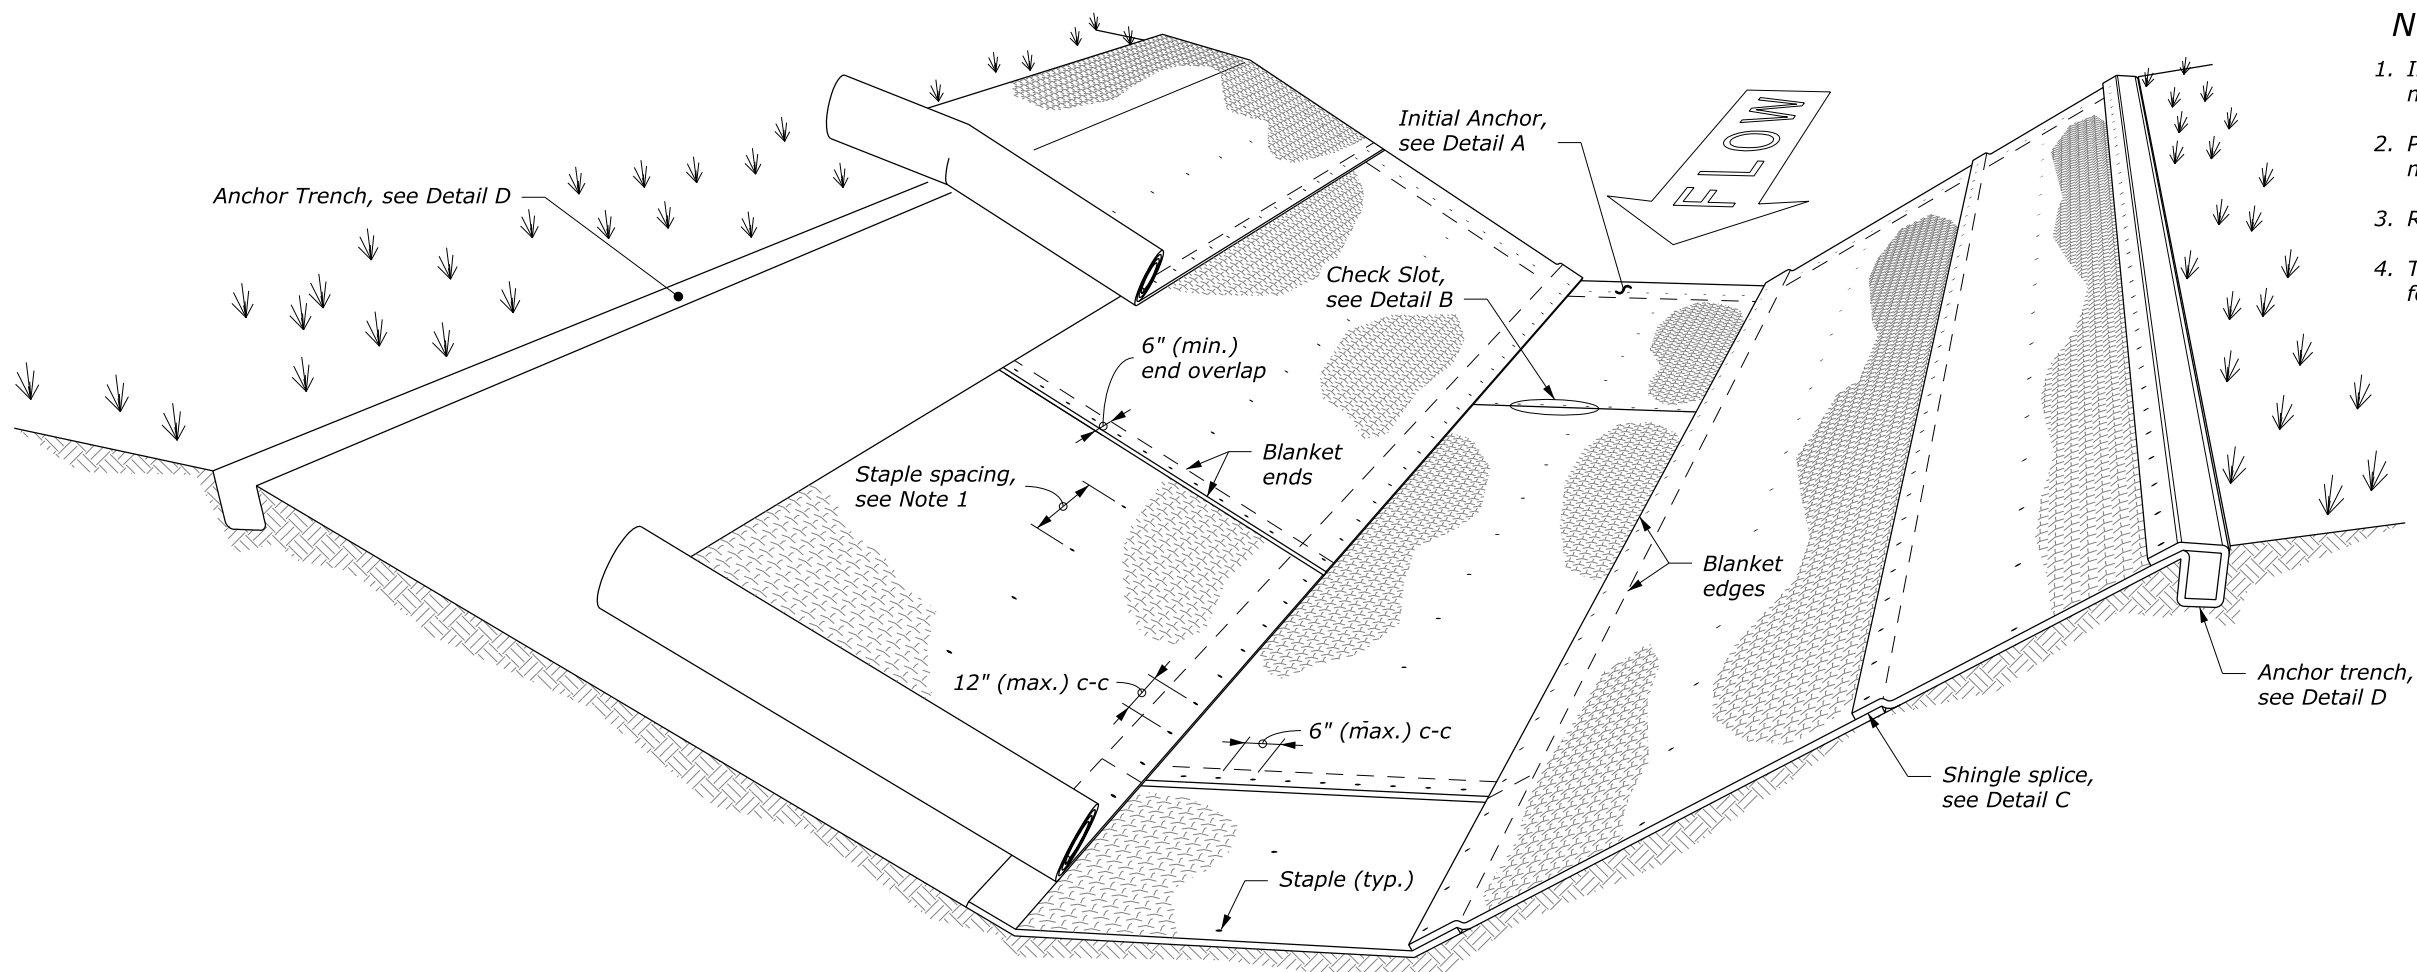 Anchor Trench, see Detail D
Initial Anchor,
see Detail A
FLOW
Check Slot,
see Detail B
6" (min.)
end overlap
Blanket
ends
Staple spacing,
see Note 1
12" (max.) c-c
6" (max.) c-c
Staple (typ.)
Blanket
edges
Shingle splice,
see Detail C
Anchor trench,
see Detail D
1.
2.
3.
4.